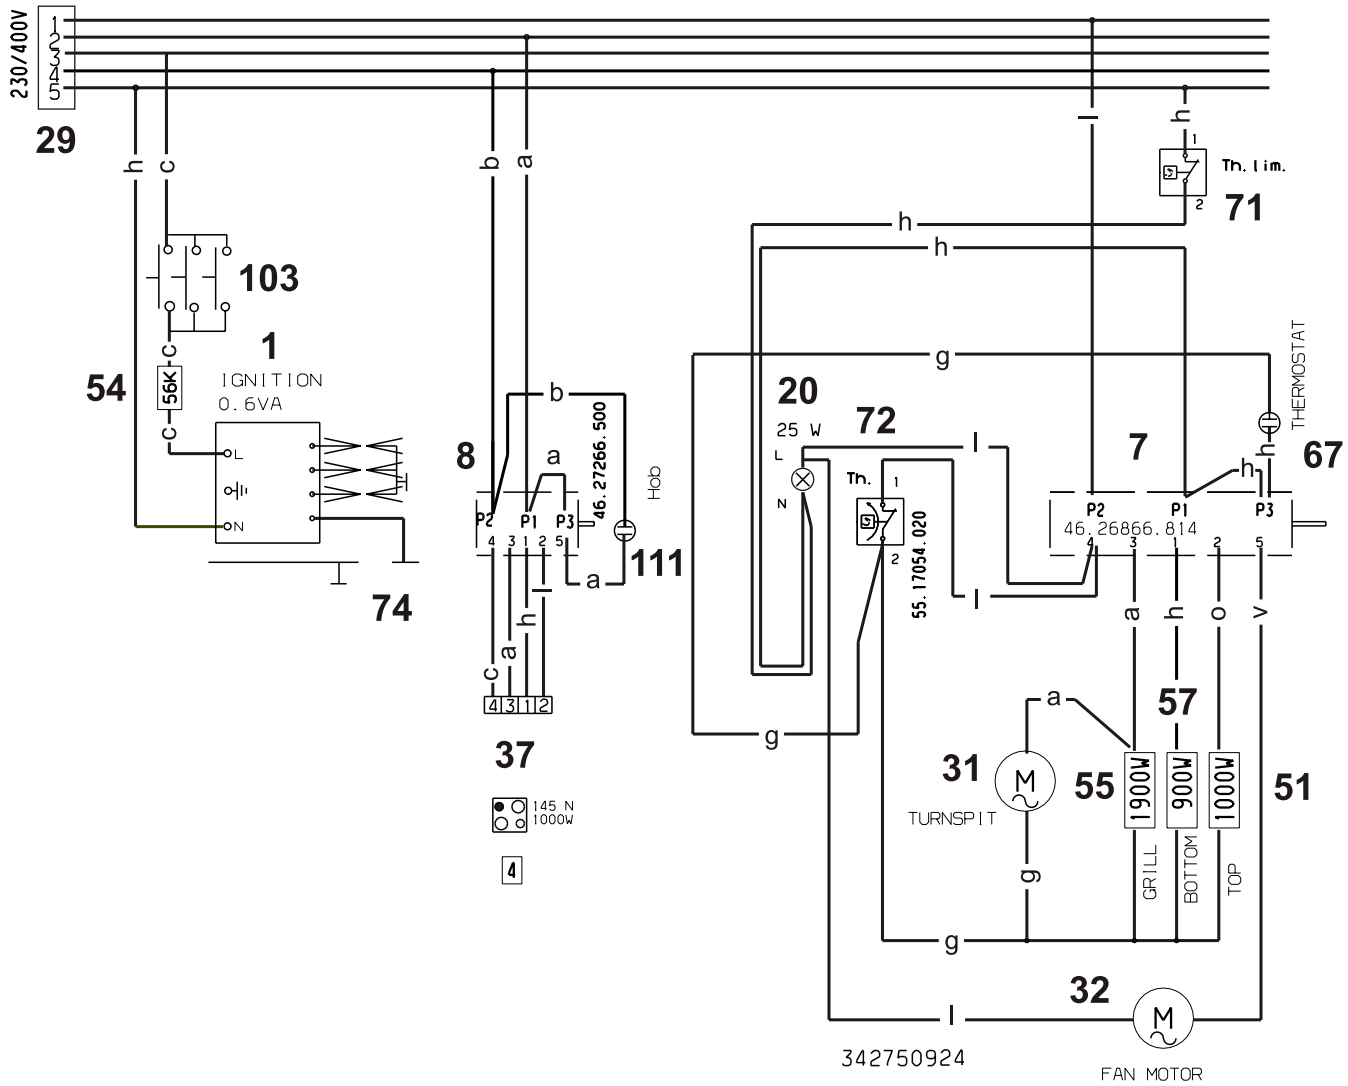 230/400V
1
2
3
4
5
29
h
c
b
a
l
h
1
Th. lim.
2
71
h
h
103
c
54
56K
c
1
IGNITION
0.6VA
L
N
74
b
a
8
46.27266.500
Hob
P2
P1
P3
4
3
1
2
5
111
a
c
a
h
l
4
3
1
2
37
145 N
1000W
4
g
20
25 W
L
N
72
Th.
1
2
55.17054.020
l
l
7
THERMOSTAT
67
h
h
P2
P1
P3
46.26866.814
4
3
1
2
5
a
h
o
v
57
g
a
31
M
TURNSPIT
g
55
1900W
900W
1000W
51
GRILL
BOTTOM
TOP
g
32
l
M
342750924
FAN MOTOR